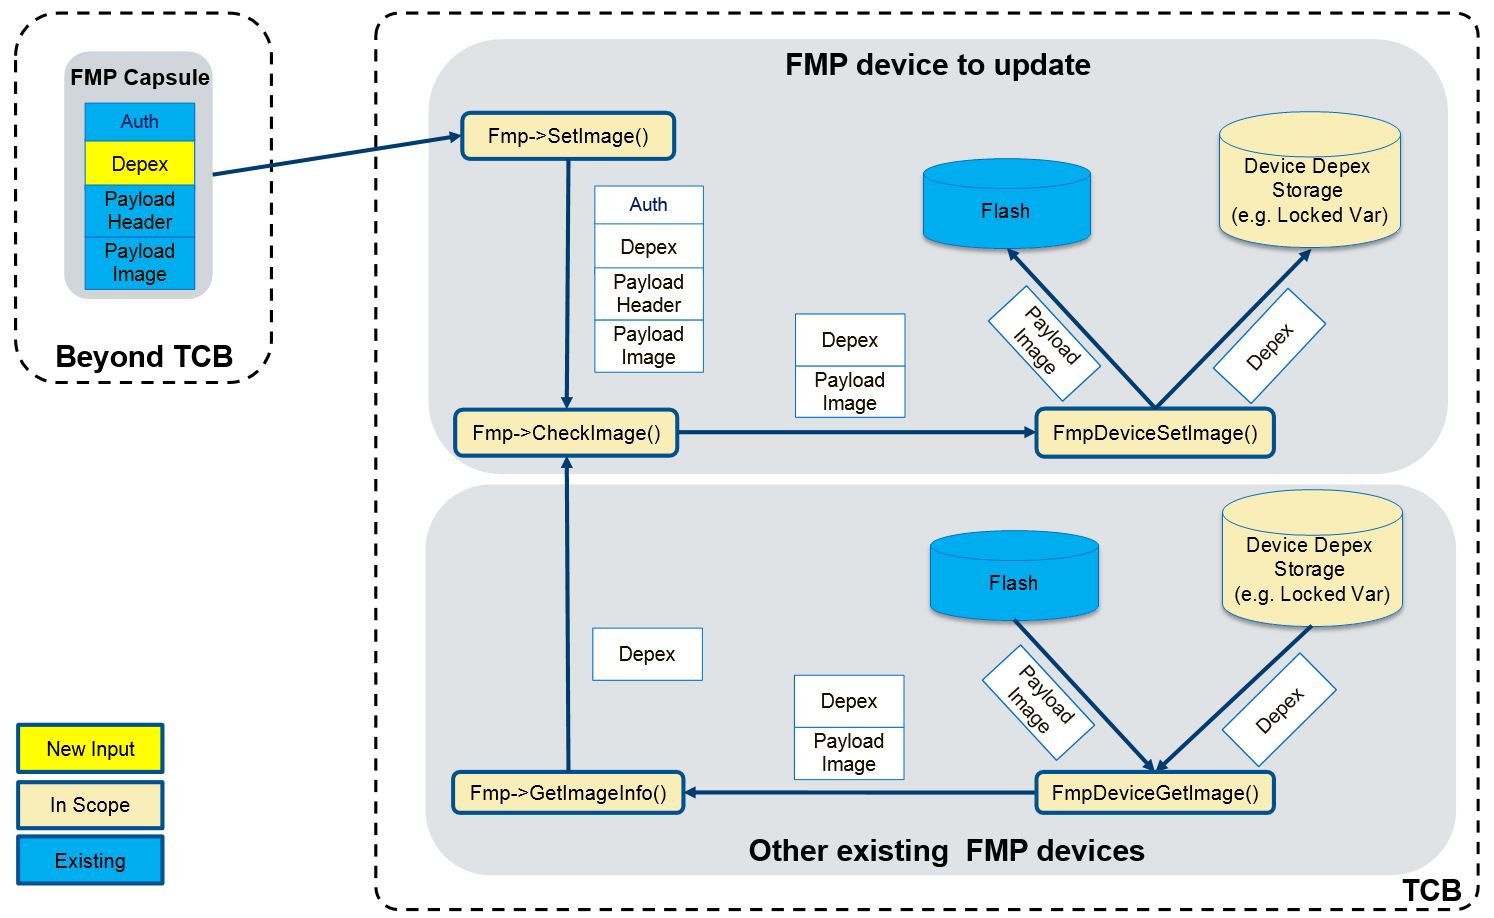 FMP Capsule
Auth
Depex
Payload
Header
Payload
Image
Beyond TCB
FMP device to update
Fmp->SetImage()
Auth
Depex
Payload
Header
Payload
Image
Depex
Payload
Image
Flash
Device Depex
Storage
(e.g. Locked Var)
Payload
Image
Depex
Fmp->CheckImage()
FmpDeviceSetImage()
Flash
Device Depex
Storage
(e.g. Locked Var)
Depex
Depex
Payload
Image
Payload
Image
Depex
Fmp->GetImageInfo()
FmpDeviceGetImage()
Other existing  FMP devices
TCB
New Input
In Scope
Existing